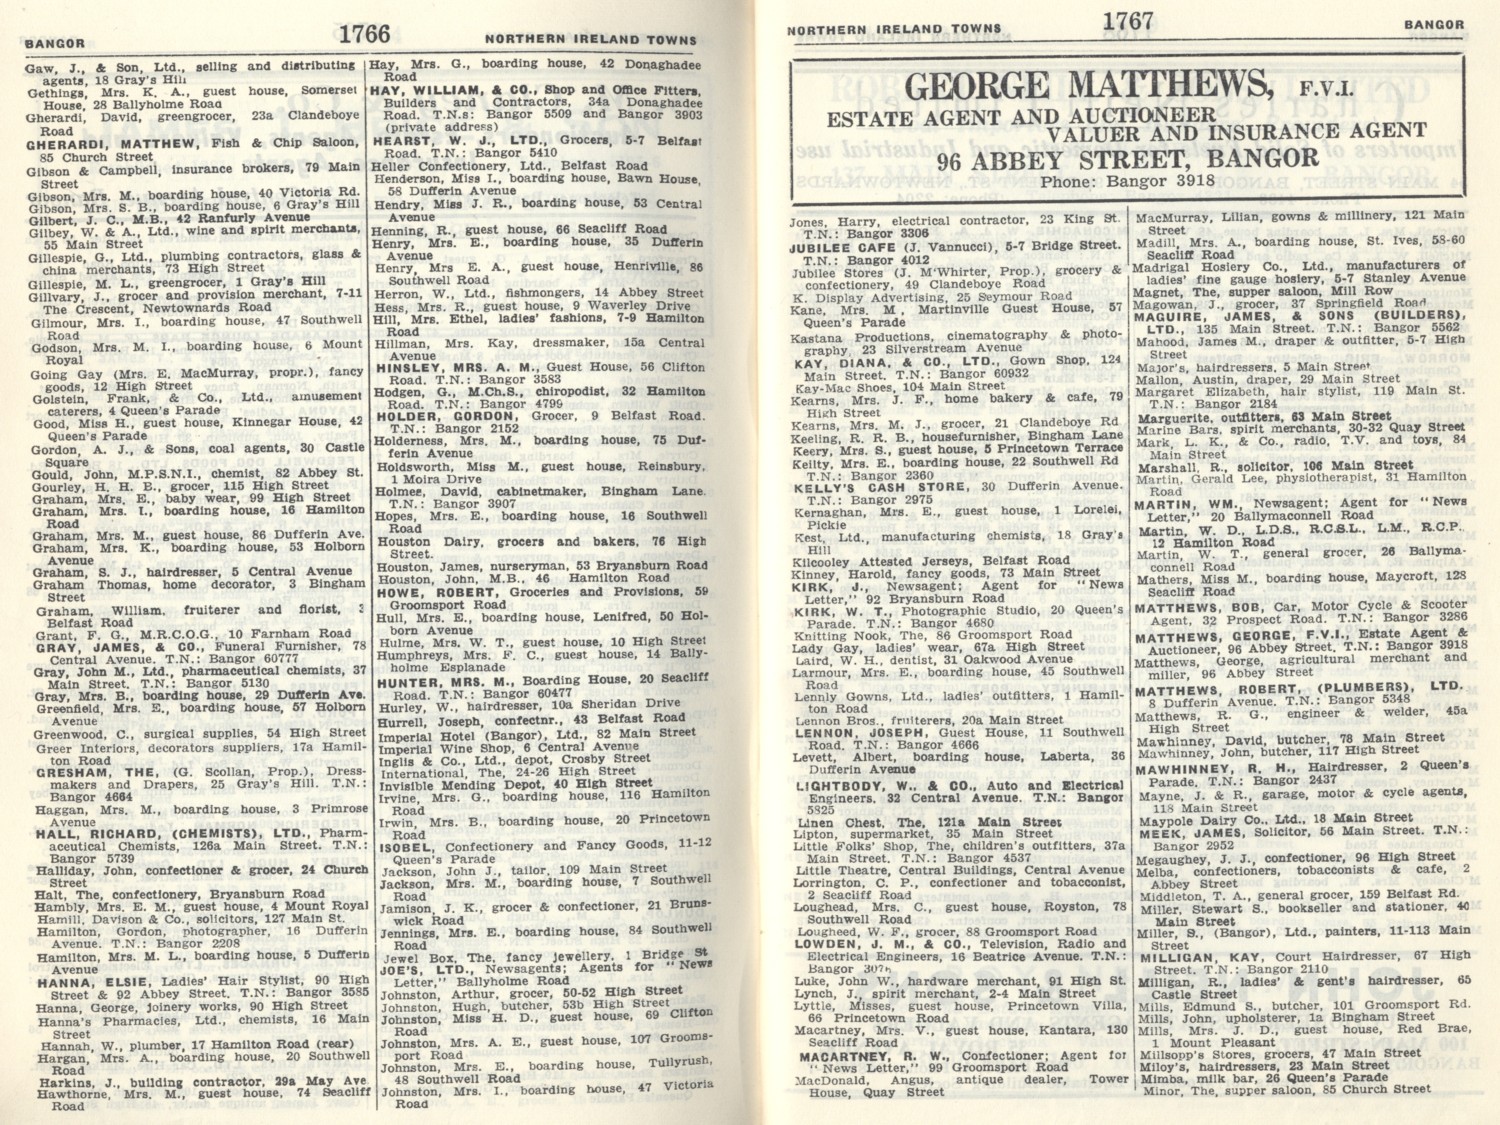 BANGOR
1766
NORTHERN IRELAND TOWNS
Gaw, J., & Son, Ltd., selling and distributing
agents, 18 Gray's Hill
Gethings, Mrs. K. A., guest house, Somerset
House, 28 Ballyholme Road
Gherardi, David, greengrocer, 23a Clandeboye
Road
GHERARDI, MATTHEW, Fish & Chip Saloon,
85 Church Street
Gibson & Campbell, insurance brokers, 79 Main
Street
Gibson, Mrs. M., boarding house, 40 Victoria Rd.
Gibson, Mrs. S. B., boarding house, 6 Gray's Hill
Gilbert, J. C., M.B., 42 Ranfurly Avenue
Gilbey, W. & A., Ltd., wine and spirit merchants,
55 Main Street
Gillespie, G., Ltd., plumbing contractors, glass &
china merchants, 73 High Street
Gillespie, M. L., greengrocer, 1 Gray's Hill
Gillvary, J., grocer and provision merchant, 7-11
The Crescent, Newtownards Road
Gilmour, Mrs. I., boarding house, 47 Southwell
Road
Godson, Mrs. M. I., boarding house, 6 Mount
Royal
Going Gay (Mrs. E. MacMurray, propr.), fancy
goods, 12 High Street
Golstein, Frank, & Co., Ltd., amusement
caterers, 4 Queen's Parade
Good, Miss H., guest house, Kinnegar House, 42
Queen's Parade
Gordon, A. J., & Sons, coal agents, 30 Castle
Square
Gould, John, M.P.S.N.I., chemist, 82 Abbey St.
Gourley, H. H. B., grocer, 115 High Street
Graham, Mrs. E., baby wear, 99 High Street
Graham, Mrs. I., boarding house, 16 Hamilton
Road
Graham, Mrs. M., guest house, 86 Dufferin Ave.
Graham, Mrs. K., boarding house, 53 Holborn
Avenue
Graham, S. J., hairdresser, 5 Central Avenue
Graham Thomas, home decorator, 3 Bingham
Street
Graham, William. fruiterer and florist, 3
Belfast Road
Grant, F. G., M.R.C.O.G., 10 Farnham Road
GRAY, JAMES, & CO., Funeral Furnisher, 78
Central Avenue. T.N.: Bangor 60777
Gray, John M., Ltd., pharmaceutical chemists, 37
Main Street. T.N.: Bangor 5130
Gray, Mrs. B., boarding house, 29 Dufferin Ave.
Greenfield, Mrs. E., boarding house, 57 Holborn
Avenue
Greenwood, C., surgical supplies, 54 High Street
Greer Interiors, decorators suppliers, 17a Hamil-
ton Road
GRESHAM, THE, (G. Scollan, Prop.), Dress-
makers and Drapers, 25 Gray's Hill. T.N.:
Bangor 4664
Haggan, Mrs. M., boarding house, 3 Primrose
Avenue
HALL, RICHARD, (CHEMISTS), LTD., Pharm-
aceutical Chemists, 126a Main Street. T.N.:
Bangor 5739
Halliday, John, confectioner & grocer, 24 Church
Street
Halt, The, confectionery, Bryansburn Road
Hambly, Mrs. E. M., guest house, 4 Mount Royal
Hamill, Davison & Co., solicitors, 127 Main St.
Hamilton, Gordon, photographer, 16 Dufferin
Avenue. T.N.: Bangor 2208
Hamilton, Mrs. M. L., boarding house, 5 Dufferin
Avenue
HANNA, ELSIE, Ladies' Hair Stylist, 90 High
Street & 92 Abbey Street. T.N.: Bangor 3585
Hanna, George, joinery works, 90 High Street
Hanna's Pharmacies, Ltd., chemists, 16 Main
Street
Hannah, W., plumber, 17 Hamilton Road (rear)
Hargan, Mrs. A., boarding house, 20 Southwell
Road
Harkins, J., building contractor, 29a May Ave
Hawthorne, Mrs. M., guest house, 74 Seacliff
Road
Hay, Mrs. G., boarding house, 42 Donaghadee
Road
HAY, WILLIAM, & CO., Shop and Office Fitters,
Builders and Contractors, 34a Donaghadee
Road. T.N.s: Bangor 5509 and Bangor 3903
(private address)
HEARST, W. J., LTD., Grocers, 5-7 Belfast
Road. T.N.: Bangor 5410
Heller Confectionery, Ltd., Belfast Road
Henderson, Miss I., boarding house, Bawn House,
58 Dufferin Avenue
Hendry, Miss J. R., boarding house, 53 Central
Avenue
Henning, R., guest house, 66 Seacliff Road
Henry, Mrs. E., boarding house, 35 Dufferin
Avenue
Henry, Mrs E. A., guest house, Henriville, 86
Southwell Road
Herron, W., Ltd., fishmongers, 14 Abbey Street
Hess, Mrs. R., guest house, 9 Waverley Drive
Hill, Mrs. Ethel, ladies' fashions, 7-9 Hamilton
Road
Hillman, Mrs. Kay, dressmaker, 15a Central
Avenue
HINSLEY, MRS. A. M., Guest House, 56 Clifton
Road. T.N.: Bangor 3583
Hodgen, G., M.Ch.S., chiropodist, 32 Hamilton
Road. T.N.: Bangor 4799
HOLDER, GORDON, Grocer, 9 Belfast Road.
T.N.: Bangor 2152
Holderness, Mrs. M., boarding house, 75 Duf-
ferin Avenue
Holdsworth, Miss M., guest house, Reinsbury,
1 Moira Drive
Holmes, David, cabinetmaker, Bingham Lane.
T.N.: Bangor 3907
Hopes, Mrs. E., boarding house, 16 Southwell
Road
Houston Dairy, grocers and bakers, 76 High
Street.
Houston, James, nurseryman, 53 Bryansburn Road
Houston, John, M.B., 46 Hamilton Road
HOWE, ROBERT, Groceries and Provisions, 59
Groomsport Road
Hull, Mrs. E., boarding house, Lenifred, 50 Hol-
born Avenue
Hulme, Mrs. W. T., guest house, 10 High Street
Humphreys, Mrs. F. C., guest house, 14 Bally-
holme Esplanade
HUNTER, MRS. M., Boarding House, 20 Seacliff
Road. T.N.: Bangor 60477
Hurley, W., hairdresser, 10a Sheridan Drive
Hurrell, Joseph, confectnr., 43 Belfast Road
Imperial Hotel (Bangor), Ltd., 82 Main Street
Imperial Wine Shop, 6 Central Avenue
Inglis & Co., Ltd., depot, Crosby Street
International, The, 24-26 High Street
Invisible Mending Depot, 40 High Street
Irvine, Mrs. G., boarding house, 116 Hamilton
Road
Irwin, Mrs. B., boarding house, 20 Princetown
Road
ISOBEL, Confectionery and Fancy Goods, 11-12
Queen's Parade
Jackson, John J., tailor, 109 Main Street
Jackson, Mrs. M., boarding house, 7 Southwell
Road
Jamison, J. K., grocer & confectioner, 21 Bruns-
wick Road
Jennings, Mrs. E., boarding house, 84 Southwell
Road
Jewel Box, The, fancy jewellery, 1 Bridge St
JOE'S, LTD., Newsagents; Agents for "News
Letter," Ballyholme Road
Johnston, Arthur, grocer, 50-52 High Street
Johnston, Hugh, butcher, 53b High Street
Johnston, Miss H. D., guest house, 69 Clifton
Road
Johnston, Mrs. A. E., guest house, 107 Grooms-
port Road
Johnston, Mrs. E., boarding house, Tullyrush,
48 Southwell Road
Johnston, Mrs. I., boarding house, 47 Victoria
Road
NORTHERN IRELAND TOWNS
1767
BANGOR
GEORGE MATTHEWS, F.V.I.
ESTATE AGENT AND AUCTIONEER
VALUER AND INSURANCE AGENT
96 ABBEY STREET, BANGOR
Phone: Bangor 3918
Jones, Harry, electrical contractor, 23 King St.
T.N.: Bangor 3306
JUBILEE CAFE (J. Vannucci), 5-7 Bridge Street.
T.N.: Bangor 4012
Jubilee Stores (J. M'Whirter, Prop.), grocery &
confectionery, 49 Clandeboye Road
K. Display Advertising, 25 Seymour Road
Kane, Mrs. M, Martinville Guest House, 57
Queen's Parade
Kastana Productions, cinematography & photo-
graphy, 23 Silverstream Avenue
KAY, DIANA, & CO., LTD., Gown Shop, 124
Main Street. T.N.: Bangor 60932
Kay-Mac Shoes, 104 Main Street
Kearns, Mrs. J. F., home bakery & cafe, 79
High Street
Kearns, Mrs. M. J., grocer, 21 Clandeboye Rd
Keeling, R. R. B., housefurnisher, Bingham Lane
Keery, Mrs. S., guest house, 5 Princetown Terrace
Keilty, Mrs. E., boarding house, 22 Southwell Rd
T.N.: Bangor 2360
KELLY'S CASH STORE, 30 Dufferin Avenue.
T.N.: Bangor 2975
Kernaghan, Mrs. E., guest house, 1 Lorelei,
Pickie
Kest, Ltd., manufacturing chemists, 18 Gray's
Hill
Kilcooley Attested Jerseys, Belfast Road
Kinney, Harold, fancy goods, 73 Main Street
KIRK, J., Newsagent; Agent for "News
Letter," 92 Bryansburn Road
KIRK, W. T., Photographic Studio, 20 Queen's
Parade. T.N.: Bangor 4680
Knitting Nook, The, 86 Groomsport Road
Lady Gay, ladies' wear, 67a High Street
Laird, W. H., dentist, 31 Oakwood Avenue
Larmour, Mrs. E., boarding house, 45 Southwell
Road
Lennly Gowns, Ltd., ladies' outfitters, 1 Hamil-
ton Road
Lennon Bros., fruiterers, 20a Main Street
LENNON, JOSEPH, Guest House, 11 Southwell
Road. T.N.: Bangor 4666
Levett, Albert, boarding house, Laberta, 36
Dufferin Avenue
LIGHTBODY, W., & CO., Auto and Electrical
Engineers. 32 Central Avenue. T.N.: Bangor
5825
Linen Chest, The, 121a Main Street
Lipton, supermarket, 35 Main Street
Little Folks' Shop, The, children's outfitters, 37a
Main Street. T.N.: Bangor 4537
Little Theatre, Central Buildings, Central Avenue
Lorrington, C. P., confectioner and tobacconist,
2 Seacliff Road
Loughead, Mrs. C., guest house, Royston, 78
Southwell Road
Lougheed, W. F., grocer, 88 Groomsport Road
LOWDEN, J. M., & CO., Television, Radio and
Electrical Engineers, 16 Beatrice Avenue. T.N.:
Bangor
Luke, John W., hardware merchant, 91 High St.
Lynch, J., spirit merchant, 2-4 Main Street
Lyttle, Misses, guest house, Princetown Villa,
66 Princetown Road
Macartney, Mrs. V., guest house, Kantara, 130
Seacliff Road
MACARTNEY, R. W., Confectioner; Agent for
"News Letter," 99 Groomsport Road
MacDonald, Angus, antique dealer, Tower
House, Quay Street
MacMurray, Lilian, gowns & millinery, 121 Main
Street
Madill, Mrs. A., boarding house, St. Ives, 58-60
Seacliff Road
Madrigal Hosiery Co., Ltd., manufacturers of
ladies' fine gauge hosiery, 5-7 Stanley Avenue
Magnet, The, supper saloon, Mill Row
Magowan, J., grocer, 37 Springfield Road
MAGUIRE, JAMES, & SONS (BUILDERS),
LTD., 135 Main Street. T.N.: Bangor 5562
Mahood, James M., draper & outfitter, 5-7 High
Street
Major's, hairdressers, 5 Main Street
Mallon, Austin, draper, 29 Main Street
Margaret Elizabeth, hair stylist, 119 Main St.
T.N.: Bangor 2184
Marguerite, outfitters, 63 Main Street
Marine Bars, spirit merchants, 30-32 Quay Street
Mark, L. K., & Co., radio, T.V. and toys, 84
Main Street
Marshall, R., solicitor, 106 Main Street
Martin, Gerald Lee, physiotherapist, 31 Hamilton
Road
MARTIN, WM., Newsagent; Agent for "News
Letter," 20 Ballymaconnell Road
Martin, W. D., L.D.S., R.C.S.L., L.M., R.C.P.
12 Hamilton Road
Martin, W. T., general grocer, 26 Ballyma-
connell Road
Mathers, Miss M., boarding house, Maycroft, 128
Seacliff Road
MATTHEWS, BOB, Car, Motor Cycle & Scooter
Agent, 32 Prospect Road. T.N.: Bangor 3286
MATTHEWS, GEORGE, F.V.I., Estate Agent &
Auctioneer, 96 Abbey Street. T.N.: Bangor 3918
Matthews, George, agricultural merchant and
miller, 96 Abbey Street
MATTHEWS, ROBERT, (PLUMBERS), LTD.
8 Dufferin Avenue. T.N.: Bangor 5348
Matthews, R. G., engineer & welder, 45a
High Street
Mawhinney, David, butcher, 78 Main Street
Mawhinney, John, butcher, 117 High Street
MAWHINNEY, R. H., Hairdresser, 2 Queen's
Parade, T.N.: Bangor 2437
Mayne, J. & R., garage, motor & cycle agents,
118 Main Street
Maypole Dairy Co., Ltd., 18 Main Street
MEEK, JAMES, Solicitor, 56 Main Street. T.N.:
Bangor 2952
Megaughey, J. J., confectioner, 96 High Street
Melba, confectioners, tobacconists & cafe, 2
Abbey Street
Middleton, T. A., general grocer, 159 Belfast Rd.
Miller, Stewart S., bookseller and stationer, 40
Main Street
Miller, S., (Bangor), Ltd., painters, 11-113 Main
Street
MILLIGAN, KAY, Court Hairdresser, 67 High
Street. T.N.: Bangor 2110
Milligan, R., ladies' & gent's hairdresser, 65
Castle Street
Mills, Edmund S., butcher, 101 Groomsport Rd.
Mills, John, upholsterer, 1a Bingham Street
Mills, Mrs. J. D., guest house, Red Brae,
1 Mount Pleasant
Millsopp's Stores, grocers, 47 Main Street
Miloy's, hairdressers, 23 Main Street
Mimba, milk bar, 26 Queen's Parade
Minor, The, supper saloon, 85 Church Street